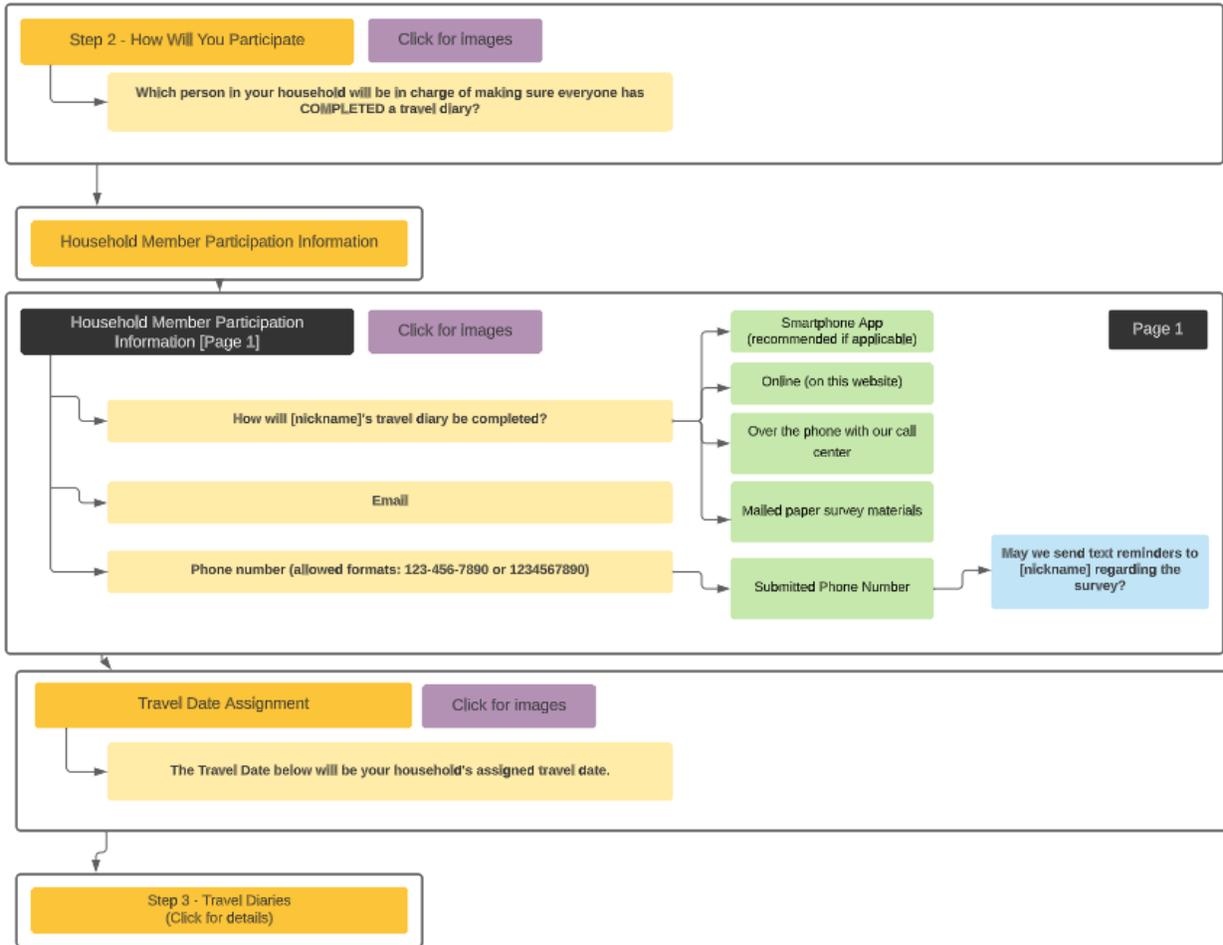 Step 2 - How Will You Participate
Click for images
Which person in your household will be in charge of making sure everyone has
COMPLETED a travel diary?
Household Member Participation Information
Household Member Participation
Information [Page 1]
Click for images
Page 1
How will [nickname]'s travel diary be completed?
Smartphone App
(recommended if applicable)
Online (on this website)
Over the phone with our call
center
Mailed paper survey materials
Email
Phone number (allowed formats: 123-456-7890 or 1234567890)
Submitted Phone Number
May we send text reminders to
[nickname] regarding the
survey?
Travel Date Assignment
Click for images
The Travel Date below will be your household's assigned travel date.
Step 3 - Travel Diaries
(Click for details)